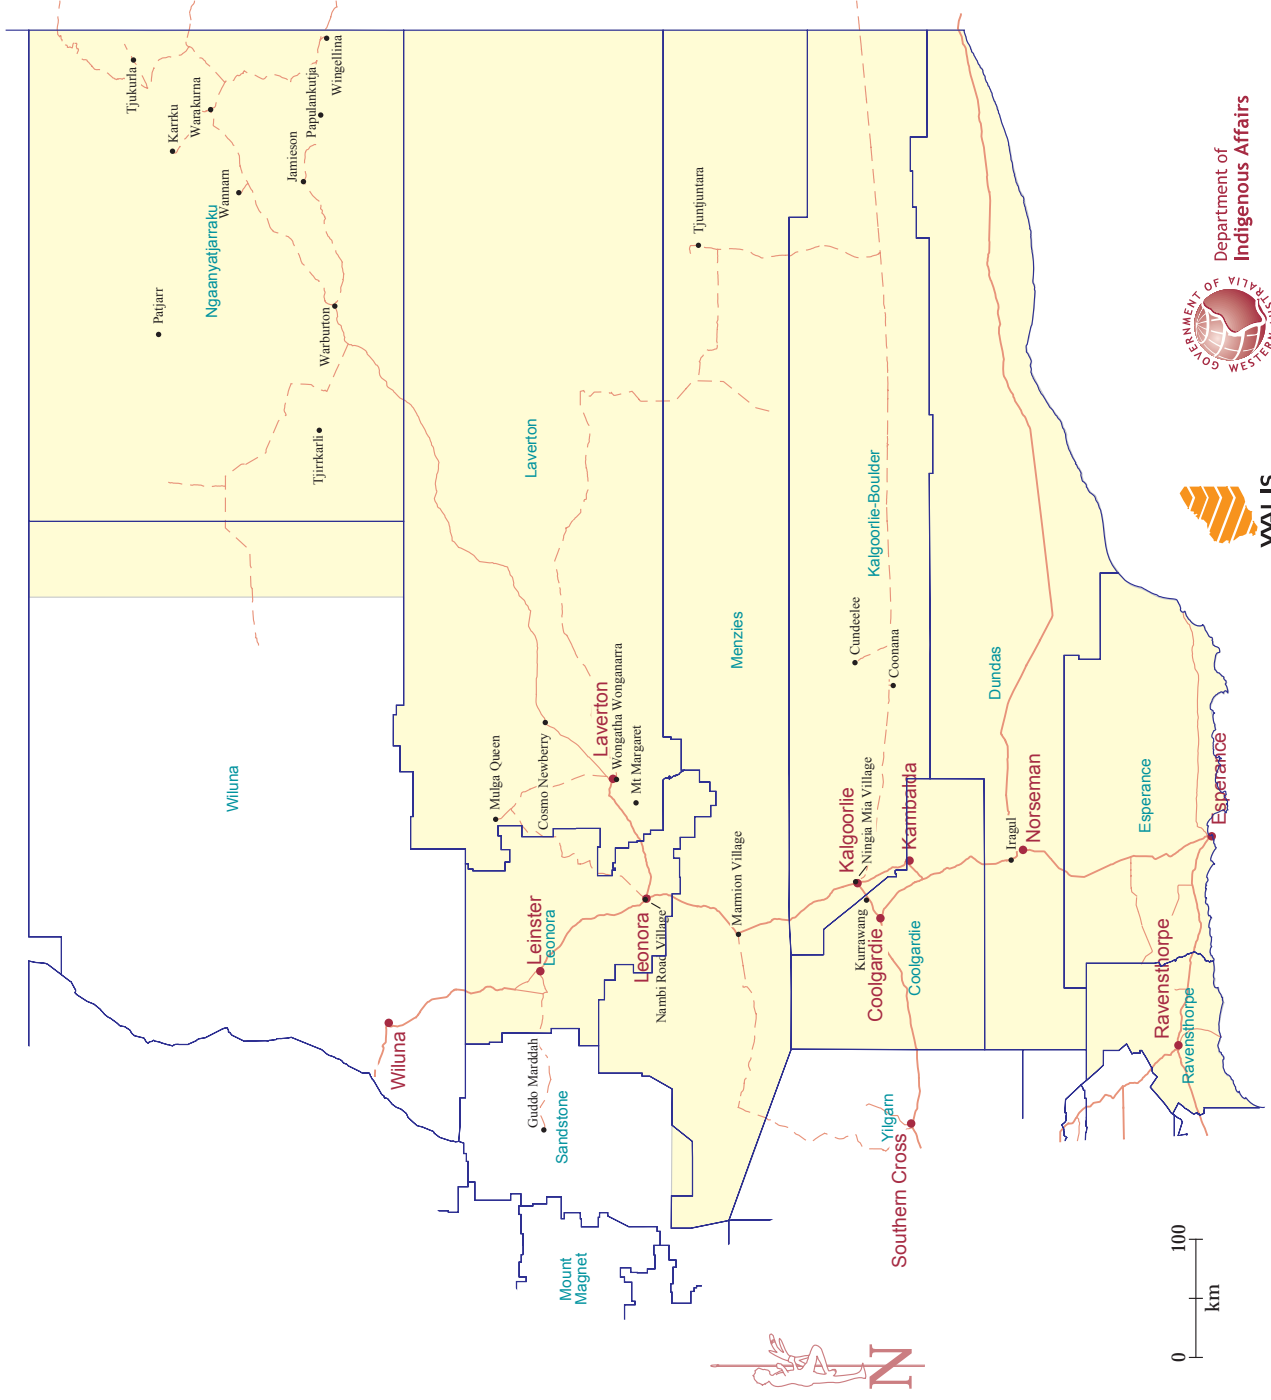 Tjukurla
Karrku
Warakurna
Wannarn
Ngaanyatjarraku
Patjarr
Jamieson
Papulankutja
Wingellina
Warburton
Tjirrkarli
Tjuntjuntara
Laverton
Kalgoorlie-Boulder
Menzies
Dundas
Wiluna
Cundeelee
Coonana
Laverton
Wongatha Wonganarra
Mt Margaret
Mulga Queen
Cosmo Newberry
Leinster
Leonora
Leonora
Nambi Road Village
Marmion Village
Kalgoorlie
Ningia Mia Village
Kambalda
Kurrawang
Coolgardie
Coolgardie
Iragul
Norseman
Esperance
Esperance
Ravensthorpe
Ravensthorpe
Wiluna
Guddo Marddah
Sandstone
Yilgarn
Southern Cross
Mount
Magnet
Department of
Indigenous Affairs
GOVERNMENT OF
WESTERN AUSTRALIA
WALIS
0 100
km
N